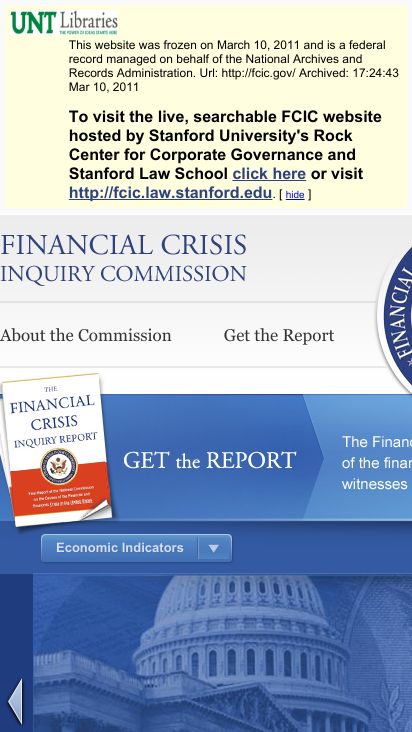 UNT Libraries
THE POWER OF IDEAS STARTS HERE
This website was frozen on March 10, 2011 and is a federal
record managed on behalf of the National Archives and
Records Administration. Url: http://fcic.gov/ Archived: 17:24:43
Mar 10, 2011
To visit the live, searchable FCIC website
hosted by Stanford University's Rock
Center for Corporate Governance and
Stanford Law School click here or visit
http://fcic.law.stanford.edu. [ hide ]
FINANCIAL CRISIS
INQUIRY COMMISSION
FINANCIAL
About the Commission
Get the Report
THE
FINANCIAL
CRISIS
INQUIRY REPORT
Final Report of the National Commission
on the Causes of the Financial and
Economic Crisis in the United States
GET the REPORT
The Financ
of the finan
witnesses
Economic Indicators